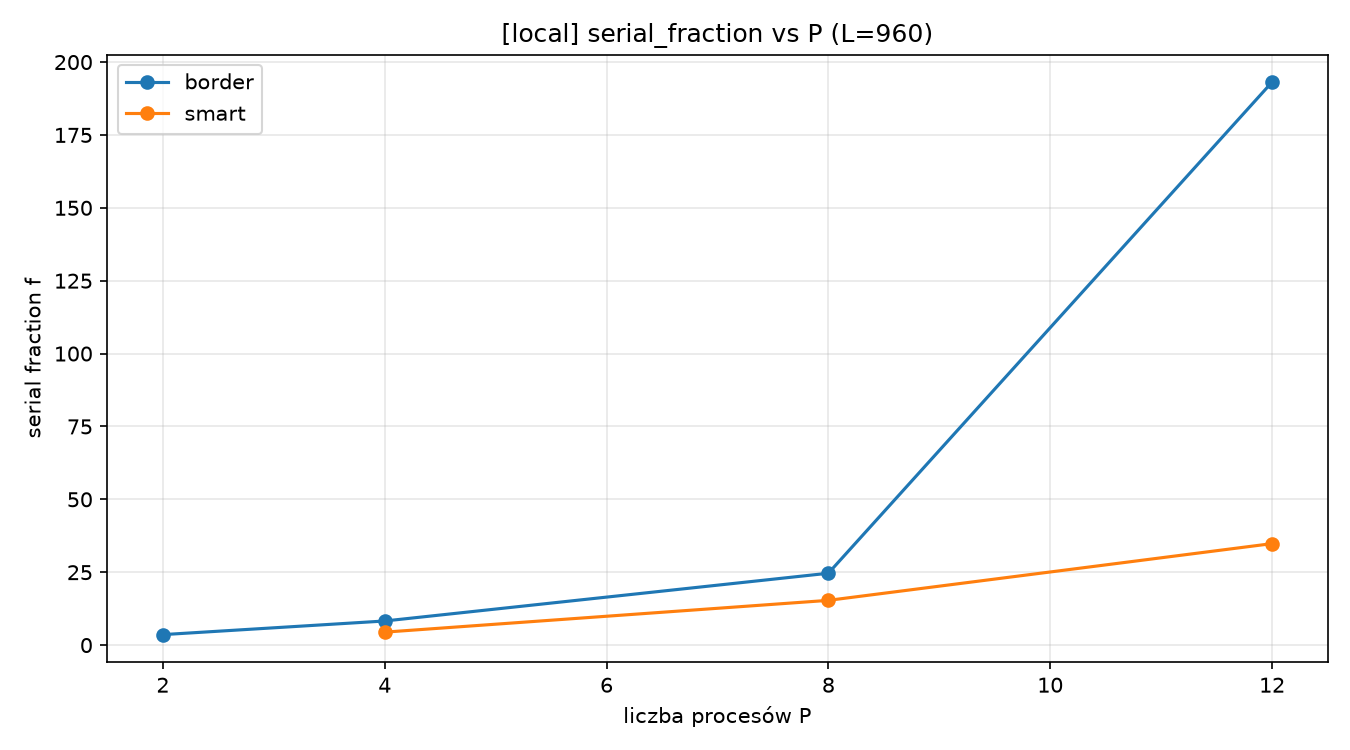 [local] serial_fraction vs P (L=960)
border
smart
200
175
150
125
100
75
50
25
0
serial fraction f
2 4 6 8 10 12
liczba procesów P